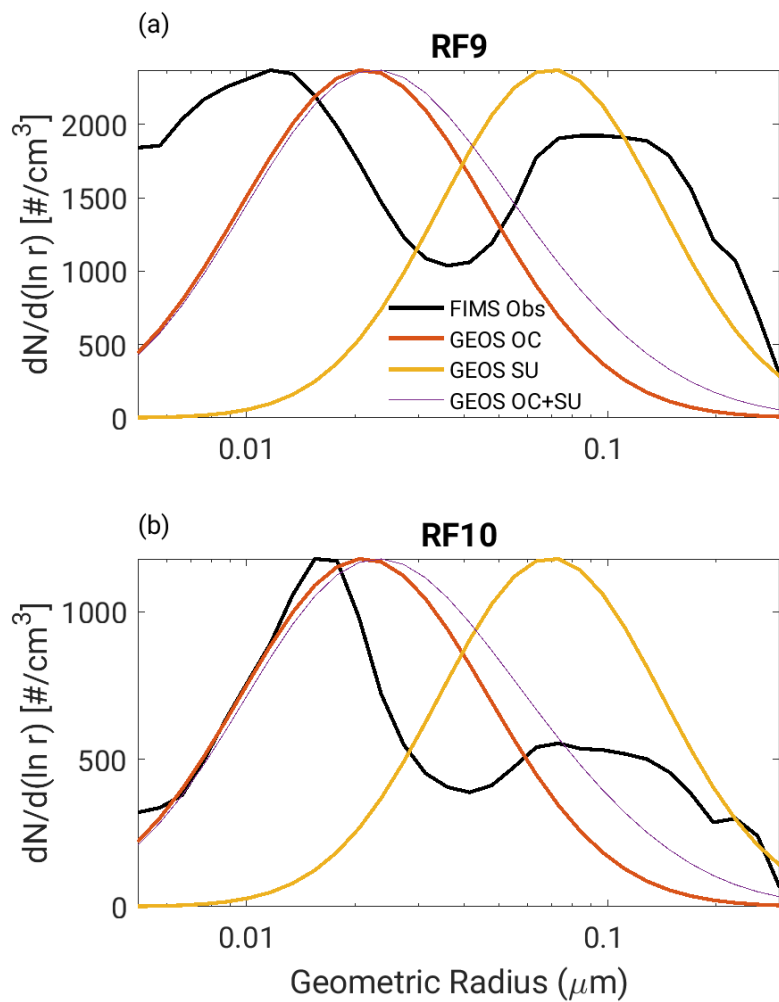 (a)
RF9
dN/d(ln r) [#/cm³]
2000
1500
1000
500
0
FIMS Obs
GEOS OC
GEOS SU
GEOS OC+SU
0.01
0.1
(b)
RF10
dN/d(ln r) [#/cm³]
1000
500
0
0.01
0.1
Geometric Radius (μm)